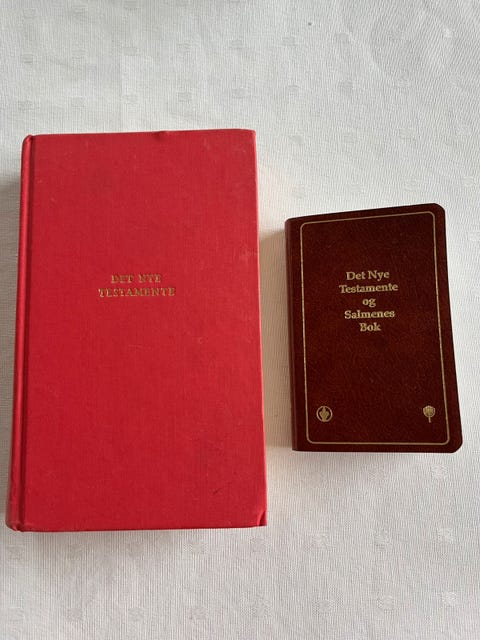 DET NYE
TESTAMENTE
Det Nye
Testamente
og
Salmenes
Bok